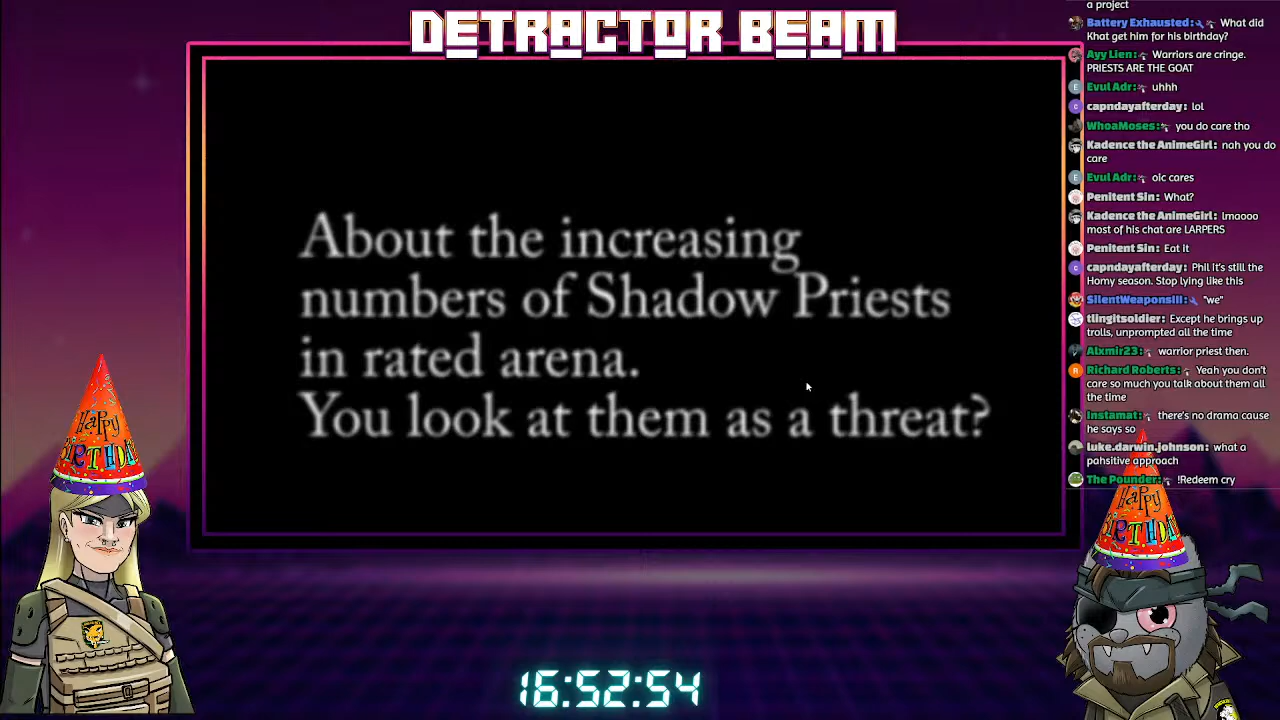 DETRACTOR BEAM
About the increasing
numbers of Shadow Priests
in rated arena.
You look at them as a threat?
a project
Battery Exhausted: What did
Khat get him for his birthday?
Ayy Lien: Warriors are cringe.
PRIESTS ARE THE GOAT
Evul Adr: uhhh
capndayafterday: lol
WhoaMoses: you do care tho
Kadence the AnimeGirl: nah you do
care
Evul Adr: oic cares
Penitent Sin: What?
Kadence the AnimeGirl: lmaooo
most of his chat are LARPERS
Penitent Sin: Eat it
capndayafterday: Phil it's still the
Horny season. Stop lying like this
SilentWeaponsIII: "we"
tlingitsoldier: Except he brings up
trolls, unprompted all the time
Alxmir23: warrior priest then.
Richard Roberts: Yeah you don't
care so much you talk about them all
the time
Instamat: there's no drama cause
he says so
luke.darwin.johnson: what a
pahsitive approach
The Pounder: !Redeem cry
Happy
BiRTHDAY
Happy
BiRTHDAY
16:52:54